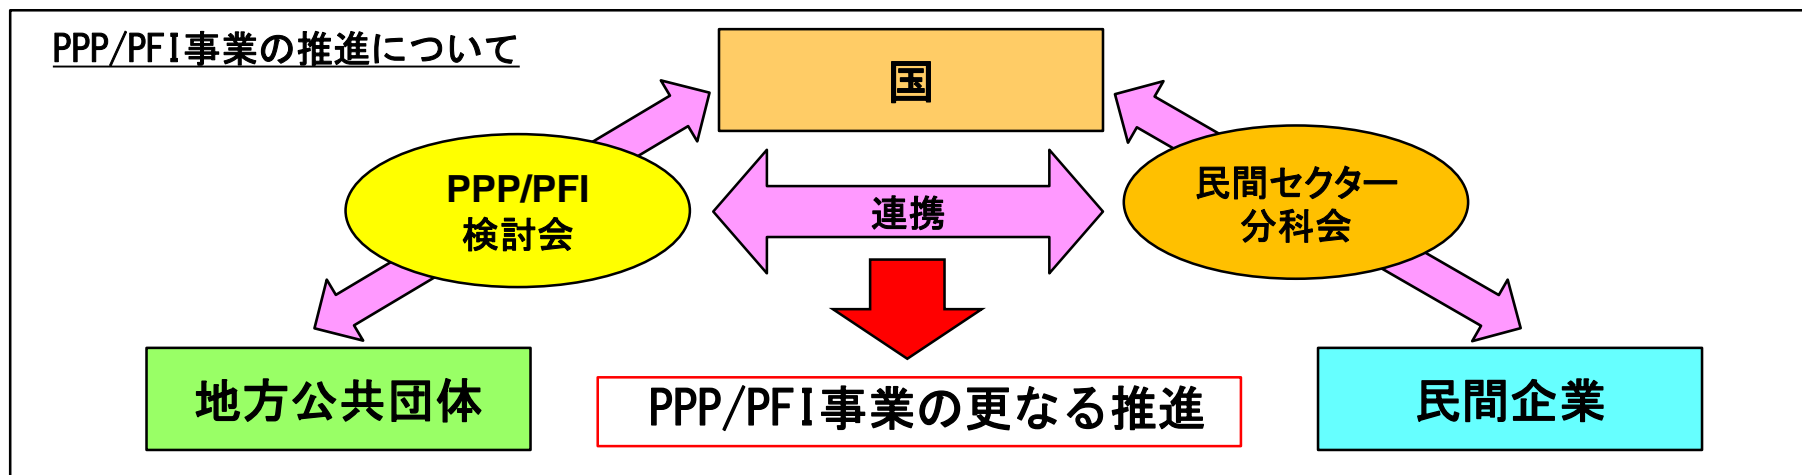 PPP/PFI事業の推進について
国
PPP/PFI
検討会
連携
民間セクター
分科会
地方公共団体
PPP/PFI事業の更なる推進
民間企業